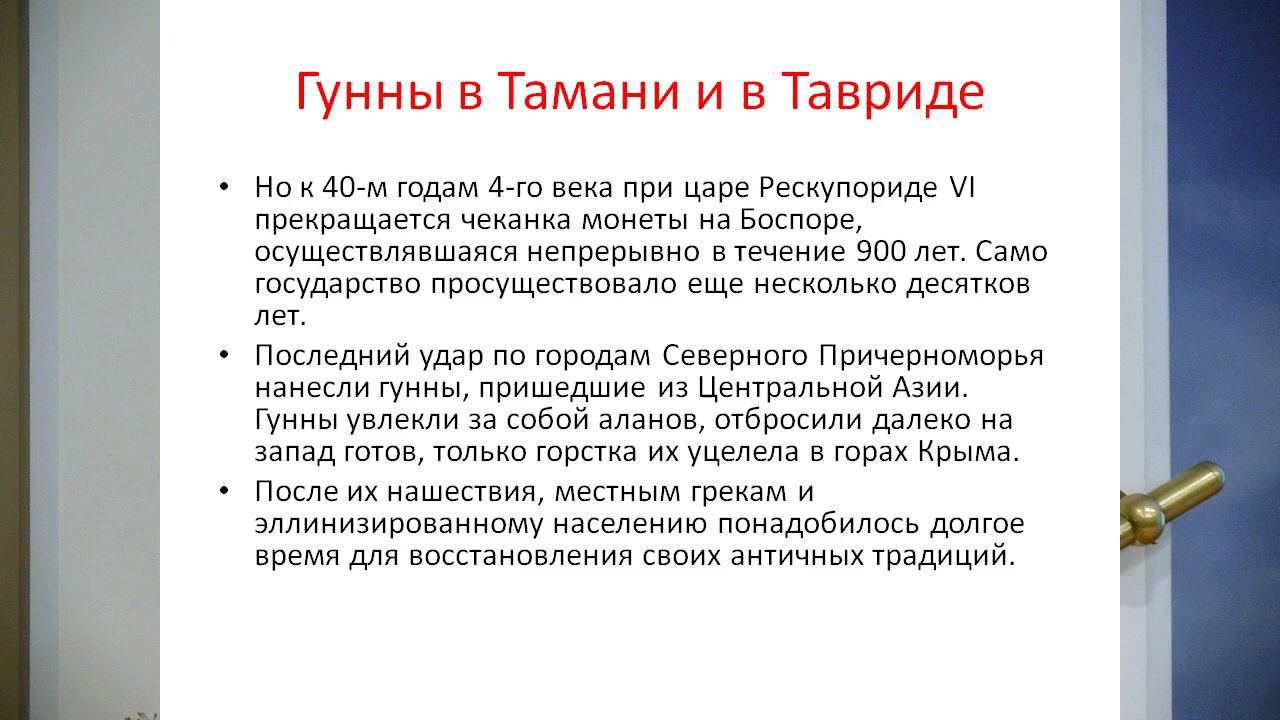 Гунны в Тамани и в Тавриде
• Но к 40-м годам 4-го века при царе Рескупориде VI
прекращается чеканка монеты на Боспоре,
осуществлявшаяся непрерывно в течение 900 лет. Само
государство просуществовало еще несколько десятков
лет.
• Последний удар по городам Северного Причерноморья
нанесли гунны, пришедшие из Центральной Азии.
Гунны увлекли за собой аланов, отбросили далеко на
запад готов, только горстка их уцелела в горах Крыма.
• После их нашествия, местным грекам и
эллинизированному населению понадобилось долгое
время для восстановления своих античных традиций.